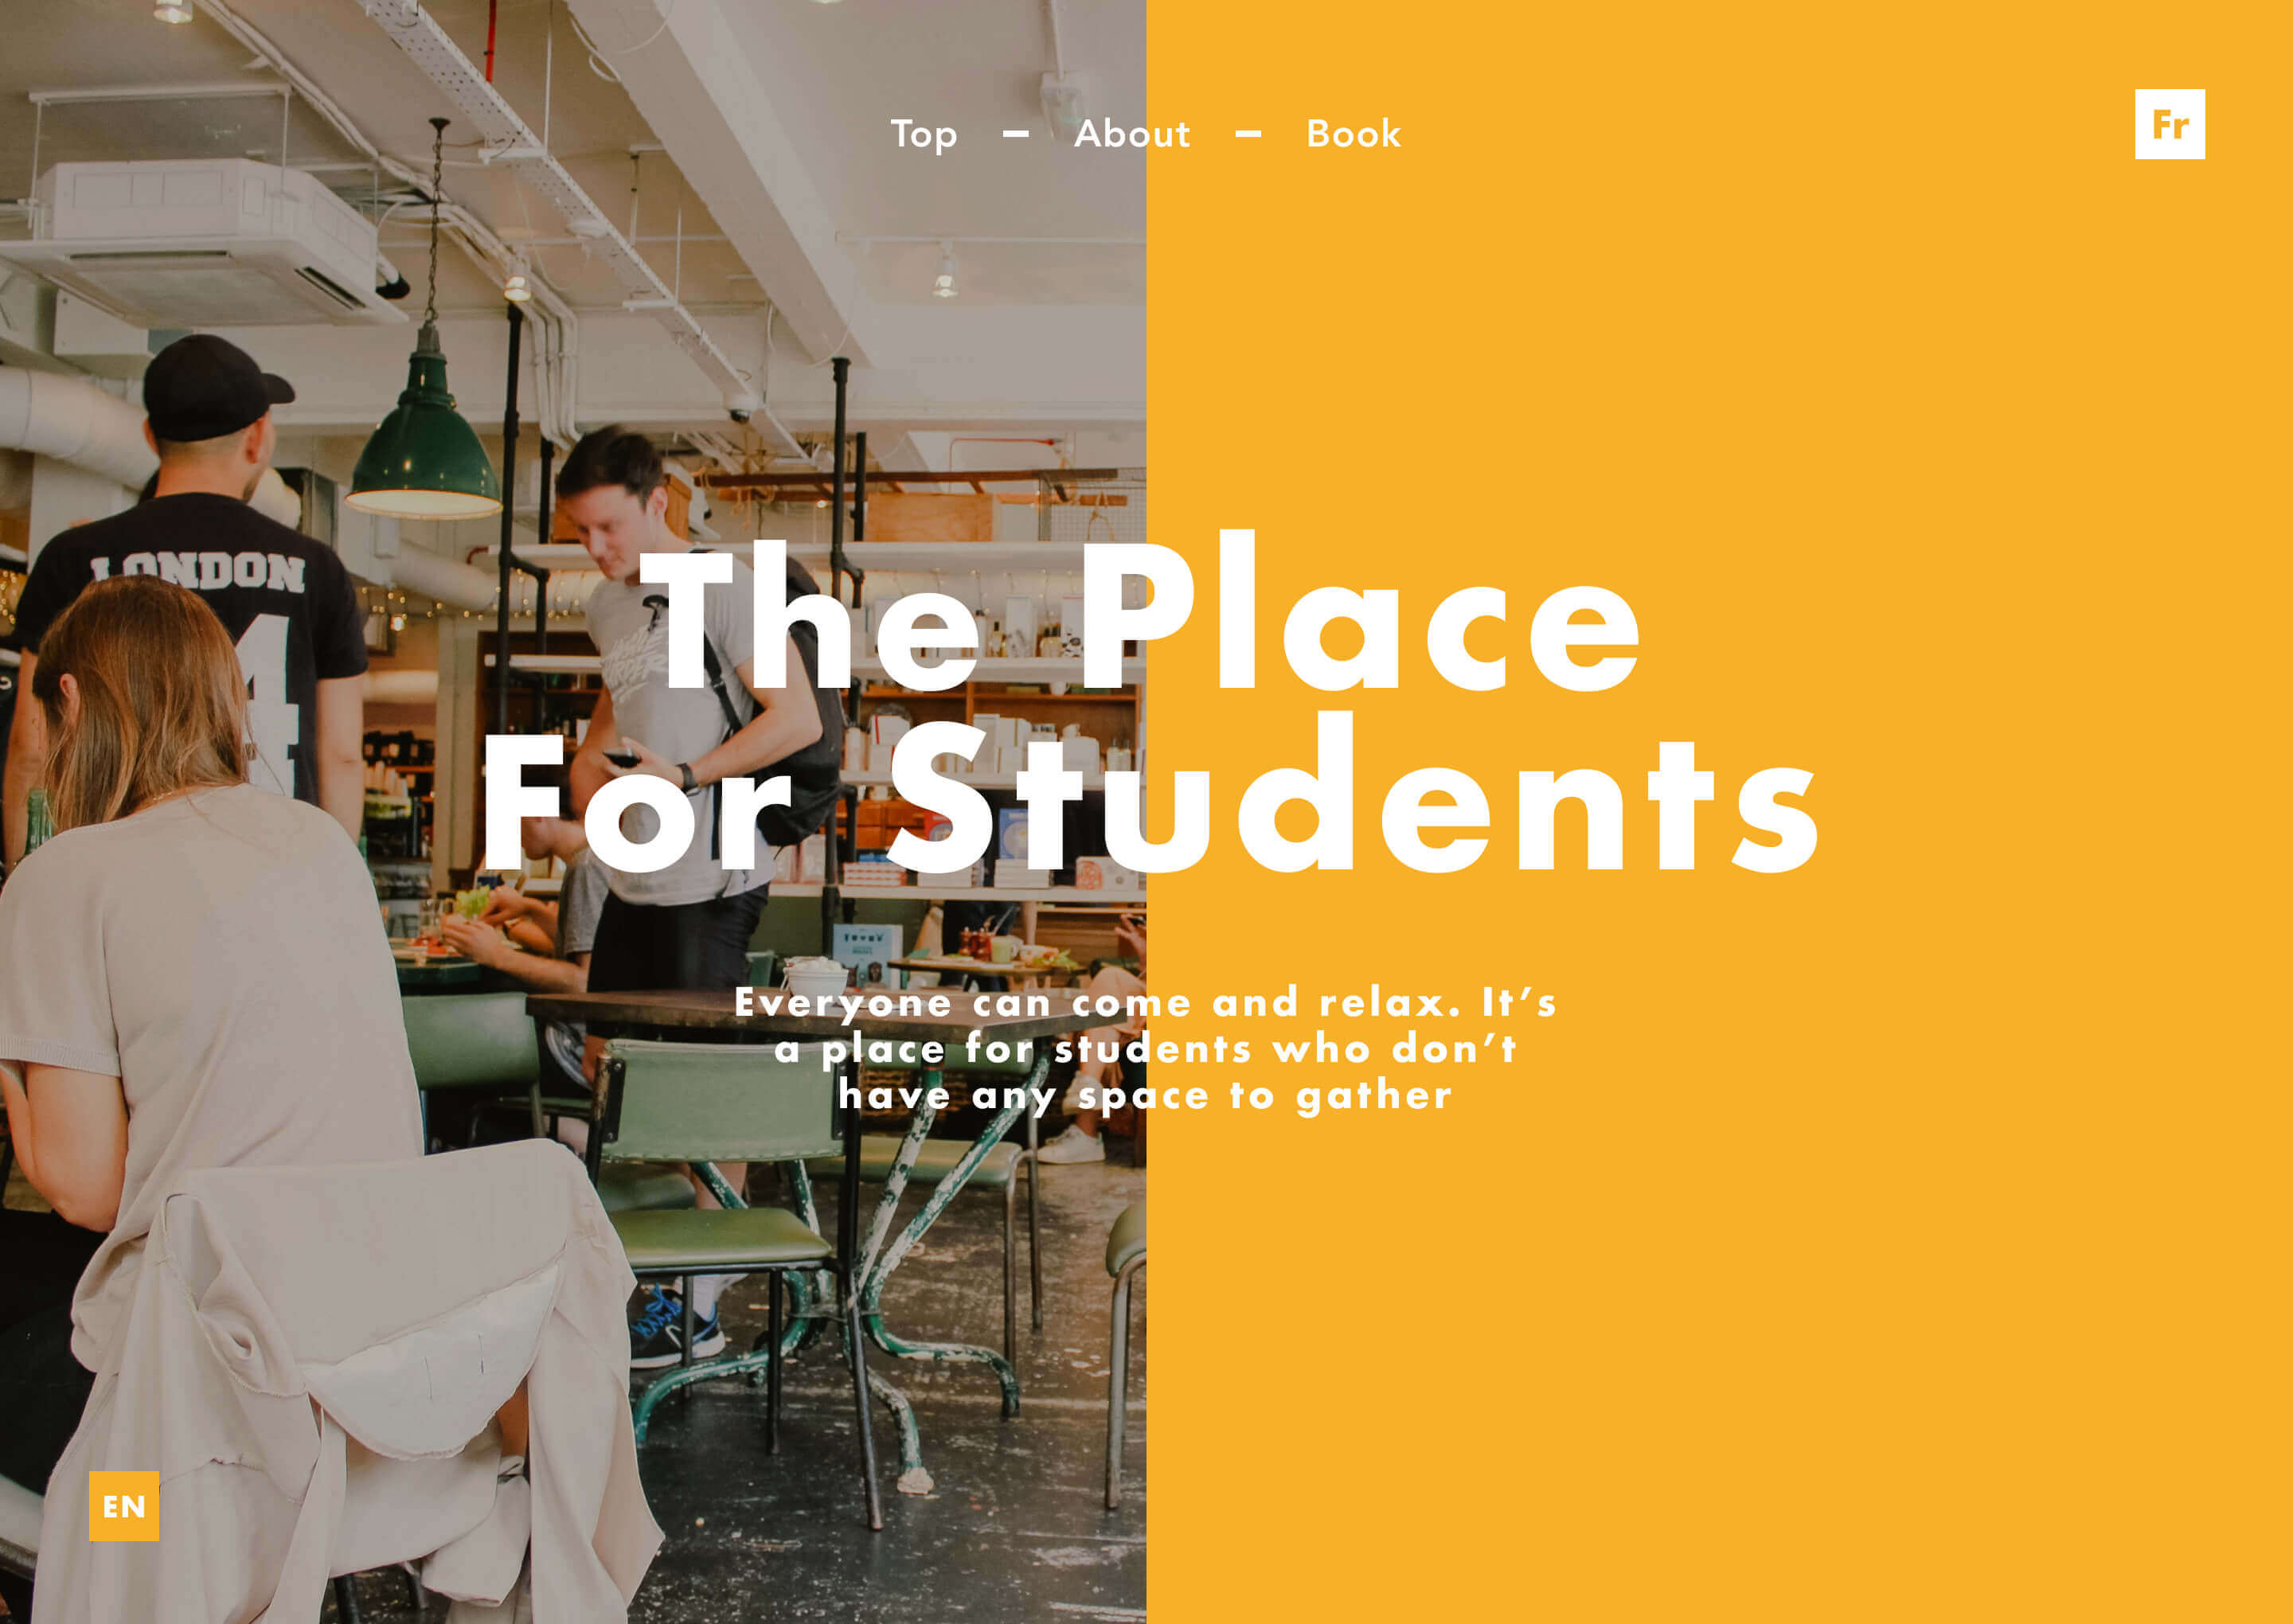 Top – About – Book
Fr
LONDON
4
The Place
For Students
Everyone can come and relax. It’s
a place for students who don’t
have any space to gather
EN